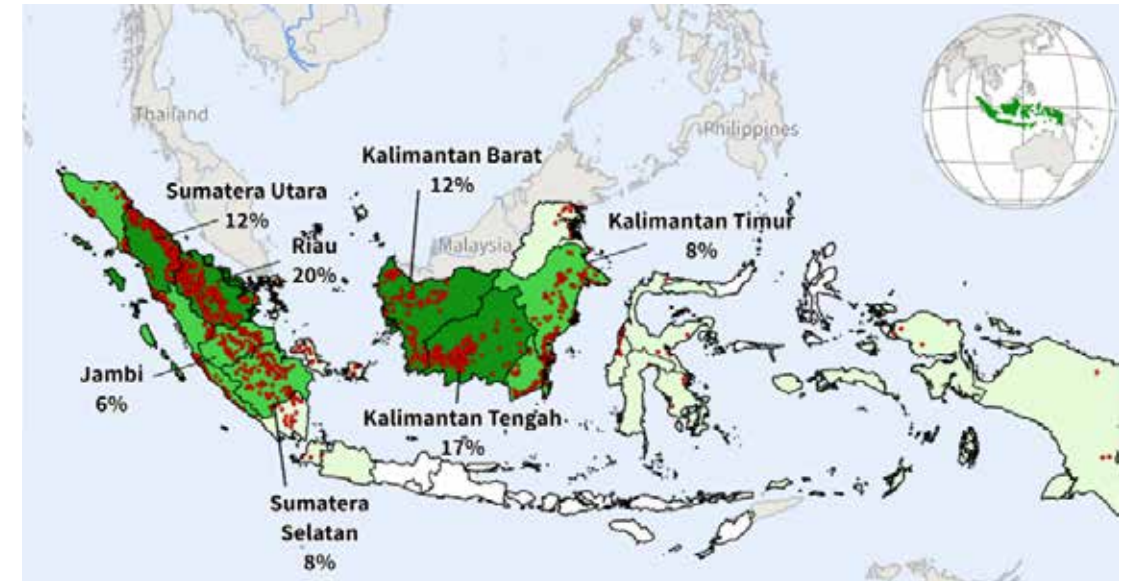 Thailand
Philippines
Kalimantan Barat
12%
Sumatera Utara
12%
Kalimantan Timur
8%
Riau
20%
Malaysia
Jambi
6%
Kalimantan Tengah
17%
Sumatera
Selatan
8%